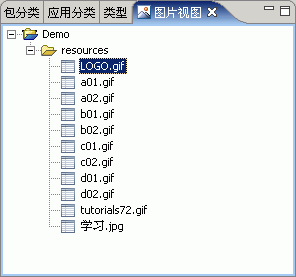 包分类 应用分类 类型 图片视图
Demo
resources
LOGO.gif
a01.gif
a02.gif
b01.gif
b02.gif
c01.gif
c02.gif
d01.gif
d02.gif
tutorials72.gif
学习.jpg